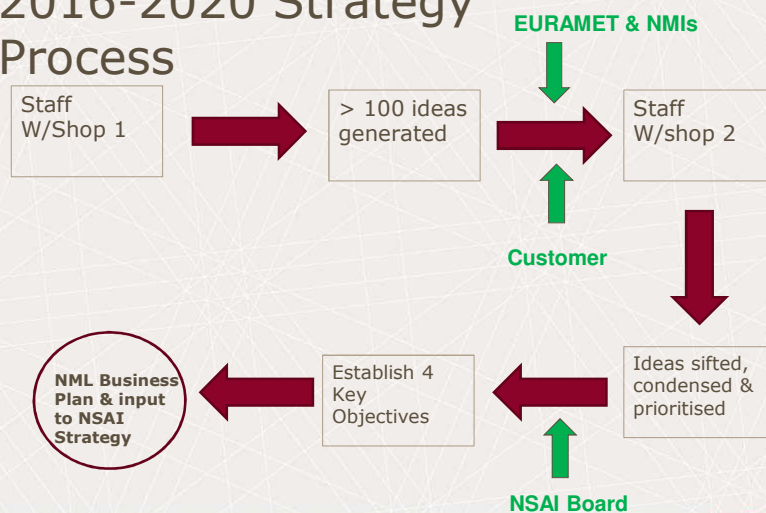 2016-2020 Strategy
Process
EURAMET & NMIs
Staff
W/Shop 1
> 100 ideas
generated
Staff
W/shop 2
Customer
Ideas sifted,
condensed &
prioritised
Establish 4
Key
Objectives
NML Business
Plan & input
to NSAI
Strategy
NSAI Board